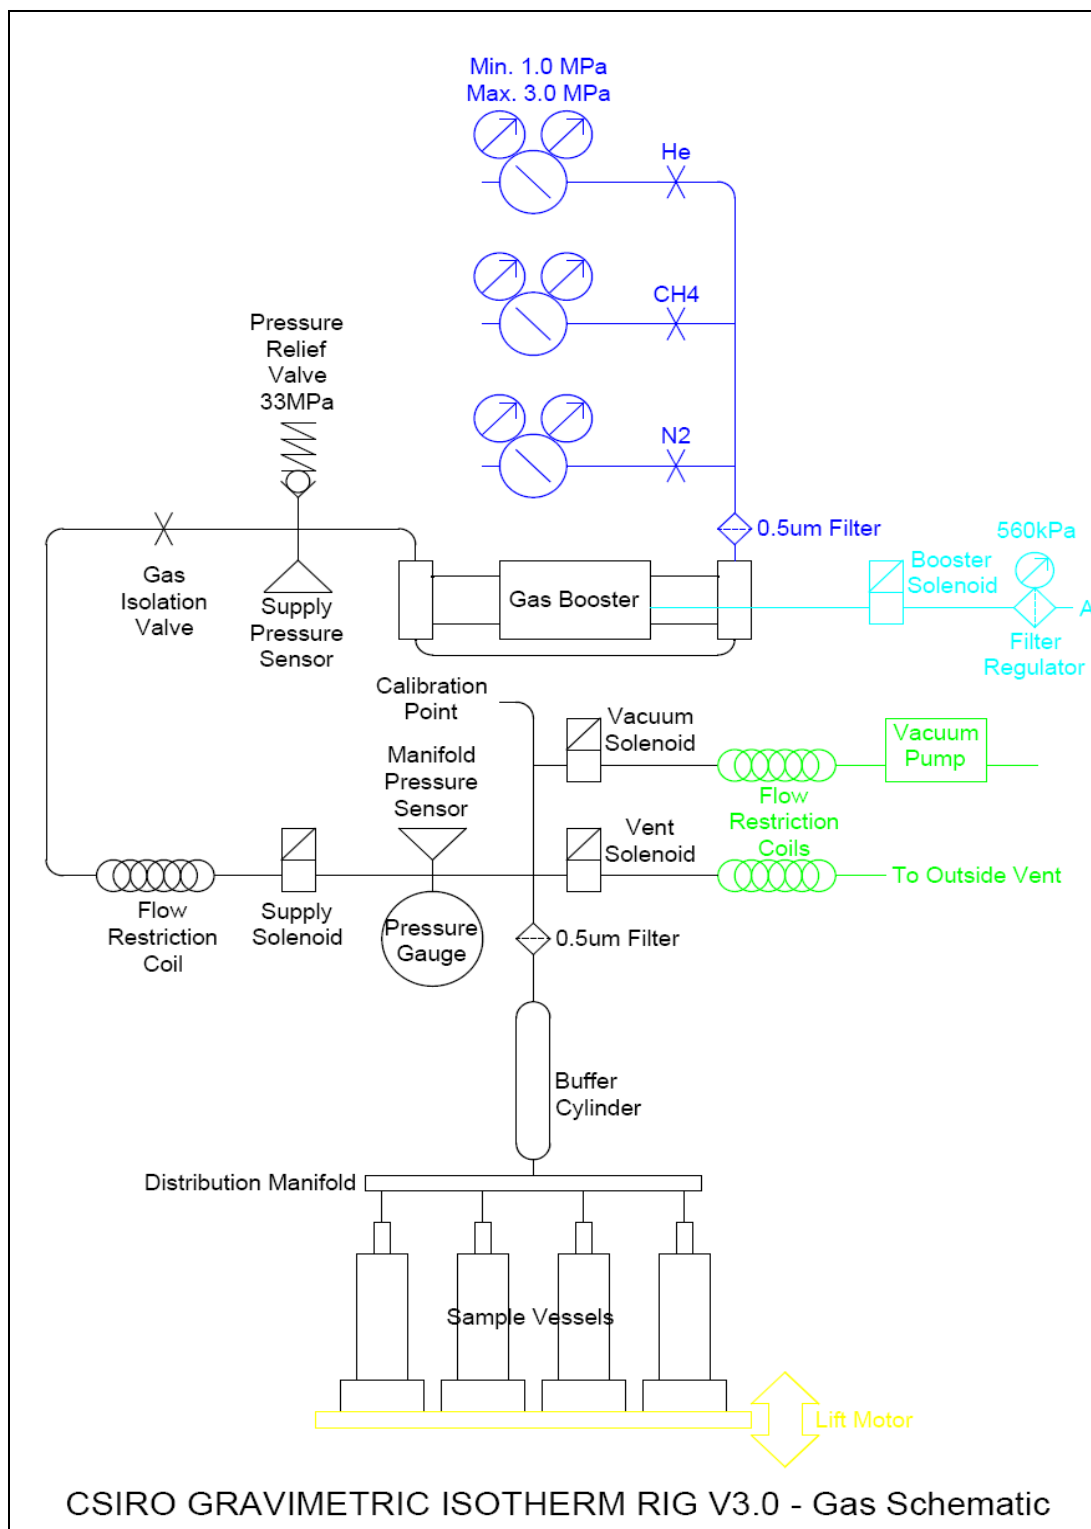 Min. 1.0 MPa
Max. 3.0 MPa
He
CH4
Pressure
Relief
Valve
33MPa
N2
0.5um Filter
560kPa
Booster
Solenoid
Gas
Isolation
Valve
Supply
Pressure
Sensor
Gas Booster
A
Filter
Regulator
Calibration
Point
Vacuum
Solenoid
Vacuum
Pump
Manifold
Pressure
Sensor
Flow
Restriction
Coils
Vent
Solenoid
To Outside Vent
Flow
Restriction
Coil
Supply
Solenoid
Pressure
Gauge
0.5um Filter
Buffer
Cylinder
Distribution Manifold
Sample Vessels
Lift Motor
CSIRO GRAVIMETRIC ISOTHERM RIG V3.0 - Gas Schematic